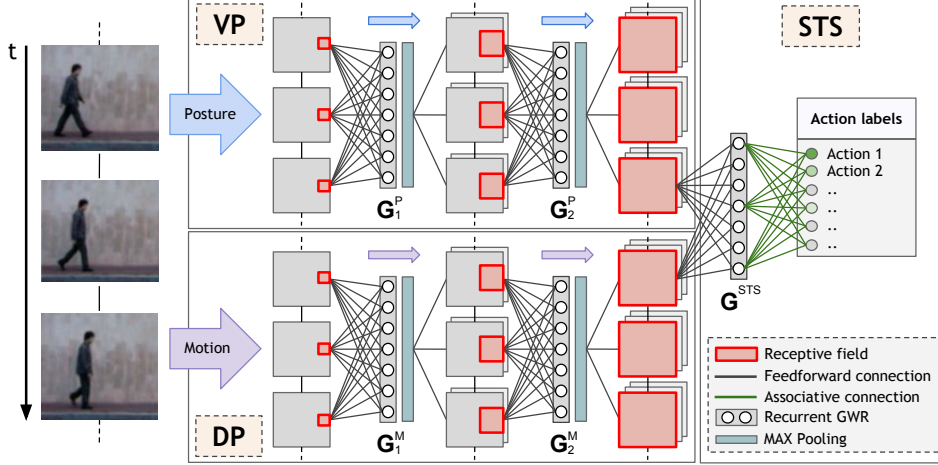 VP
STS
t
Posture
G₁ᴾ
G₂ᴾ
Action labels
Action 1
Action 2
..
..
..
..
Gˢᵀˢ
Motion
DP
G₁ᴹ
G₂ᴹ
Receptive field
Feedforward connection
Associative connection
Recurrent GWR
MAX Pooling